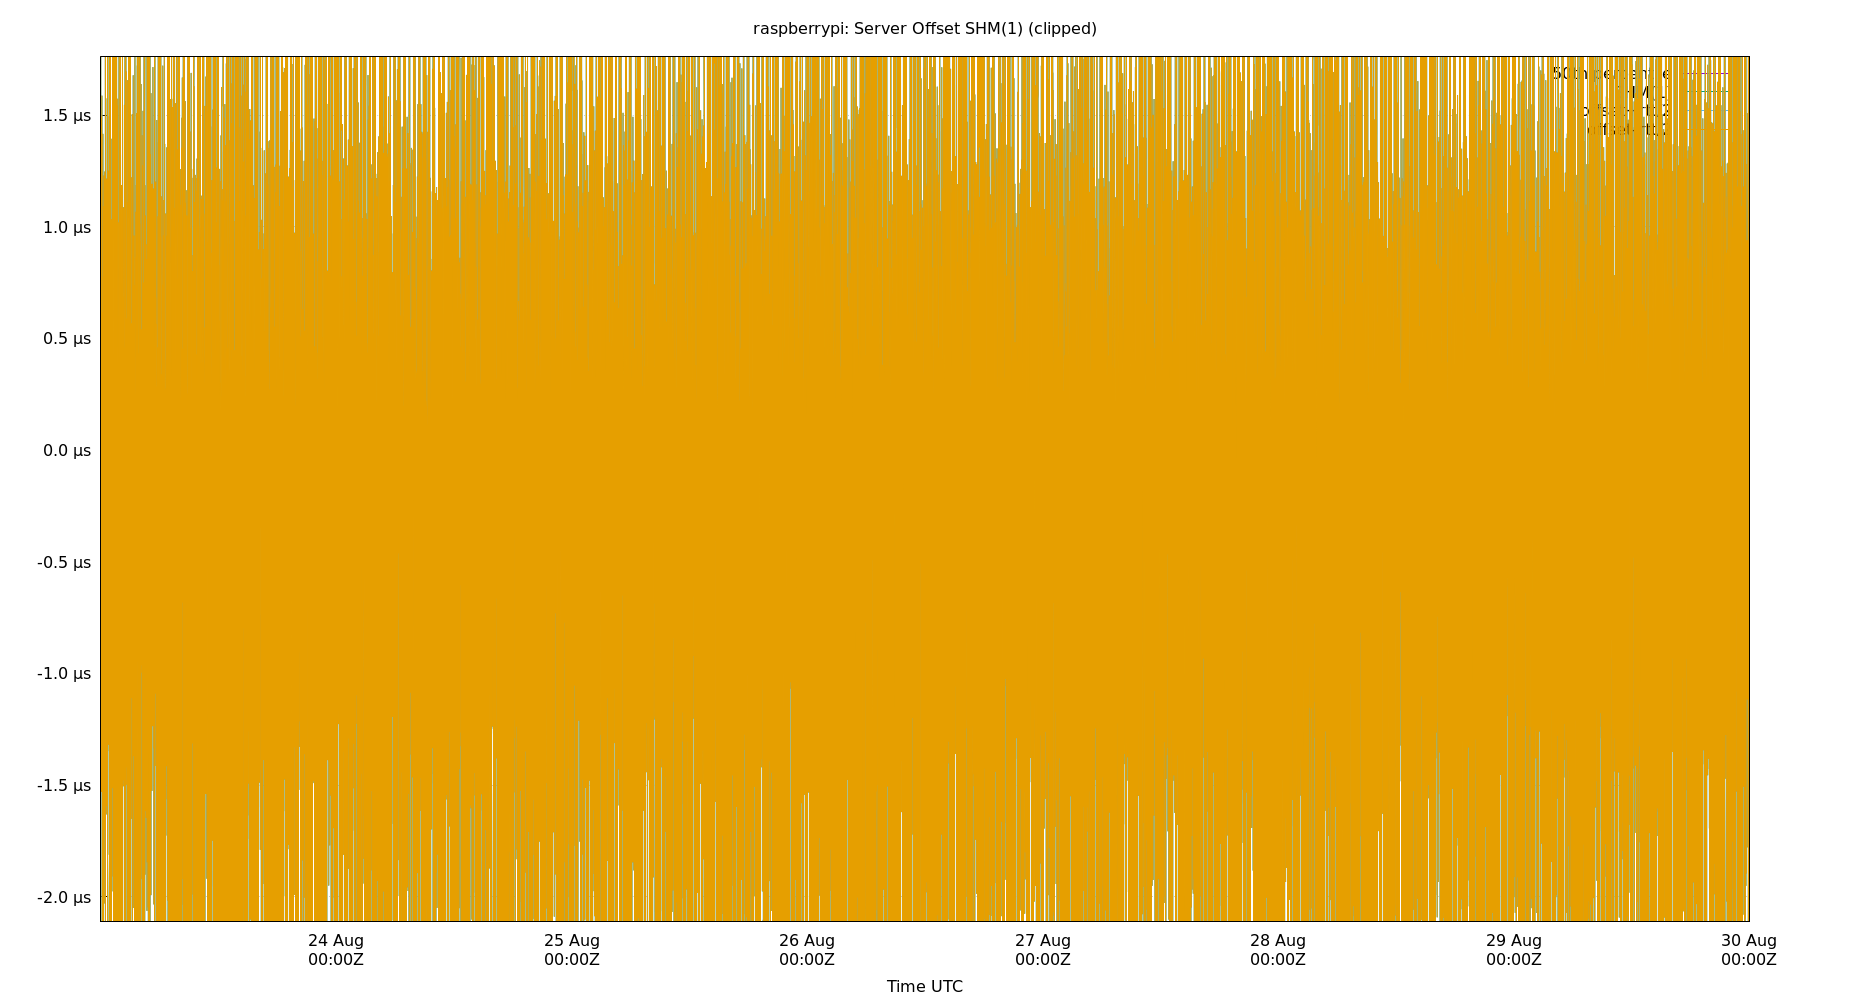 raspberrypi: Server Offset SHM(1) (clipped)
1.5 µs
1.0 µs
0.5 µs
0.0 µs
-0.5 µs
-1.0 µs
-1.5 µs
-2.0 µs
24 Aug 25 Aug 26 Aug 27 Aug 28 Aug 29 Aug 30 Aug
00:00Z 00:00Z 00:00Z 00:00Z 00:00Z 00:00Z 00:00Z
Time UTC